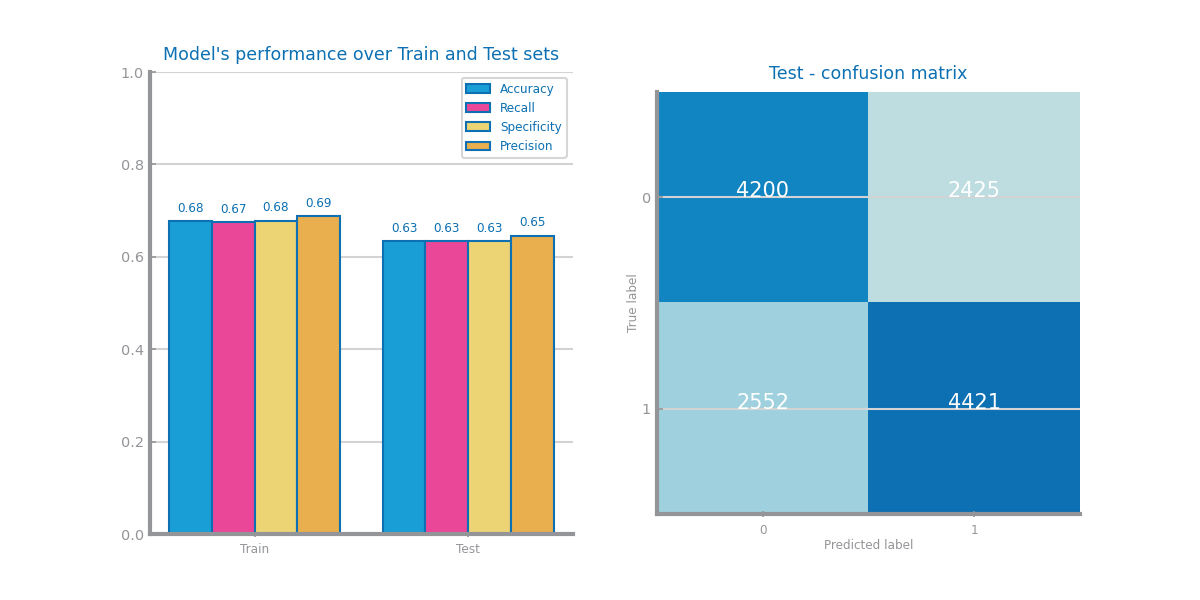 Model's performance over Train and Test sets
1.0
0.8
0.6
0.4
0.2
0.0
Accuracy
Recall
Specificity
Precision
0.68 0.67 0.68 0.69
0.63 0.63 0.63 0.65
Train Test
Test - confusion matrix
True label
0
1
4200 2425
2552 4421
0 1
Predicted label